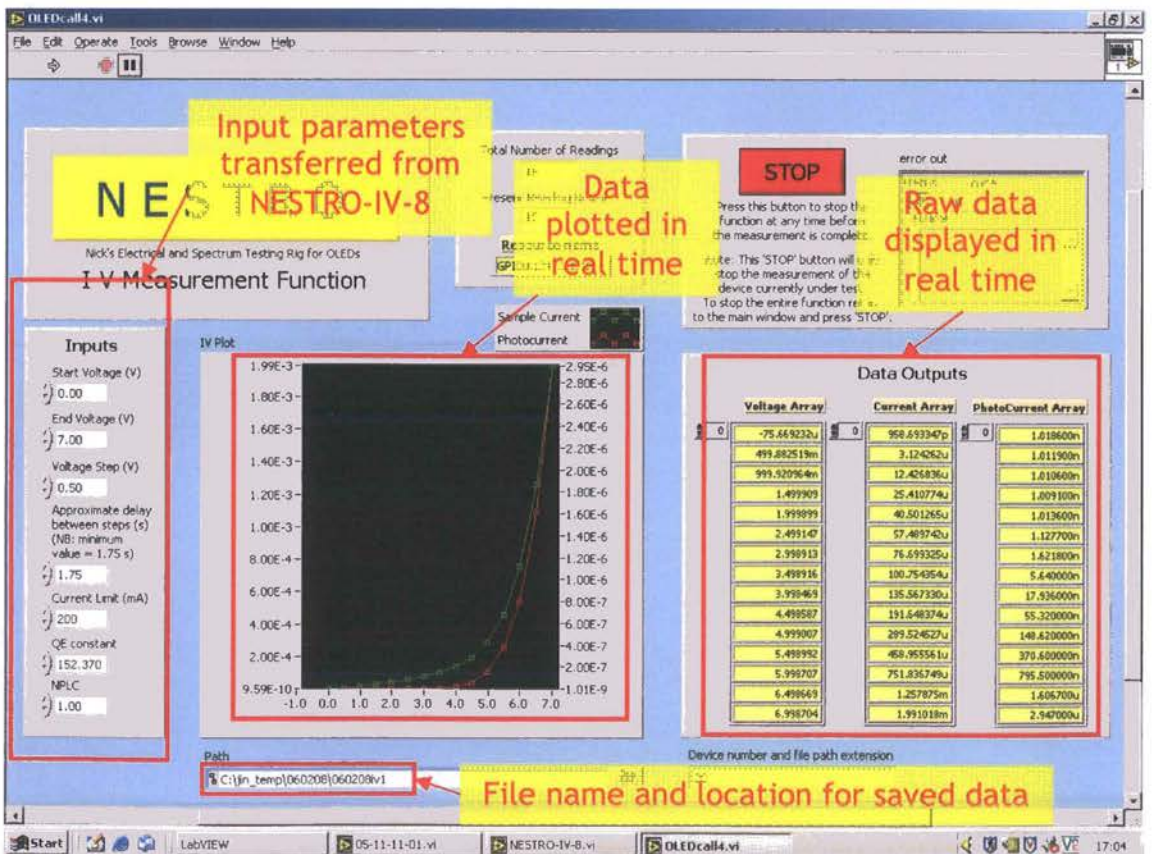 OLEDcall4.vi
File Edit Operate Tools Browse Window Help
1
Input parameters
transferred from
NESTRO-IV-8
N E S T R O
Nick's Electrical and Spectrum Testing Rig for OLEDs
I V Measurement Function
Total Number of Readings
15
15
Resource name
Data
plotted in
real time
STOP
Press this button to stop the
function at any time before
the measurement is complete
Note: This 'STOP' button will
stop the measurement of the
device currently under test
To stop the entire function
to the main window and press 'STOP'.
error out
Raw data
displayed in
real time
Sample Current
Photocurrent
Inputs
Start Voltage (V)
0.00
End Voltage (V)
7.00
Voltage Step (V)
0.50
Approximate delay
between steps (s)
(NB: minimum
value = 1.75 s)
1.75
Current Limit (mA)
200
QE constant
152.370
NPLC
1.00
IV Plot
1.99E-3
1.80E-3
1.60E-3
1.40E-3
1.20E-3
1.00E-3
8.00E-4
6.00E-4
4.00E-4
2.00E-4
9.59E-10
2.95E-6
2.80E-6
2.60E-6
2.40E-6
2.20E-6
2.00E-6
1.80E-6
1.60E-6
1.40E-6
1.20E-6
1.00E-6
8.00E-7
6.00E-7
4.00E-7
2.00E-7
1.01E-9
-1.0 0.0 1.0 2.0 3.0 4.0 5.0 6.0 7.0
Data Outputs
Voltage Array Current Array PhotoCurrent Array
0 -75.669232u 0 958.693347p 0 1.018600n
499.882519m 3.124262u 1.011900n
999.920964m 12.426836u 1.010600n
1.499909 25.410774u 1.009100n
1.999899 40.501265u 1.013600n
2.499147 57.489742u 1.127700n
2.998913 76.699325u 1.621800n
3.498916 100.754354u 5.640000n
3.998469 135.567330u 17.936000n
4.498587 191.648374u 55.320000n
4.999007 289.524527u 148.620000n
5.498992 458.955561u 370.600000n
5.998707 751.836749u 795.500000n
6.498669 1.257875m 1.606700u
6.998704 1.991018m 2.947000u
Path
C:\jin_temp\060208\060208iv1
Device number and file path extension
File name and location for saved data
Start LabVIEW 05-11-11-01.vi NESTRO-IV-8.vi OLEDcall4.vi 17:04